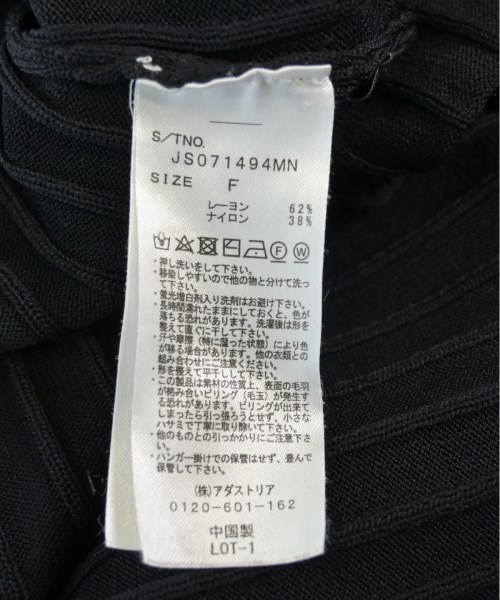 S/TNO.
JS071494MN
SIZE F
レーヨン 62%
ナイロン 38%
F W
・押し洗いをして下さい。
・移染しやすいので他の物と分けて洗っ
て下さい。
・蛍光増白剤入り洗剤はお避け下さい。
・長時間濡れたままにしておくと、色が
落ちる恐れがあります。洗濯後は形を
整えて直ぐに干して下さい。
・汗や摩擦（特に湿った状態）により色
が移る場合があります。他の衣類との
組み合わせにご注意ください。
・形を整えて平干しして下さい。
・この製品は素材の性質上、表面の毛羽
が絡み合いピリング（毛玉）が発生す
る恐れがあります。ピリングが出来て
しまったら引っ張ろうとせず、小さな
ハサミで丁寧に取り除いて下さい。
・他のものとの引っかかりにご注意下さ
い。
・ハンガー掛けでの保管はせず、畳んで
保管して下さい。
(株)アダストリア
0120-601-162
中国製
LOT-1